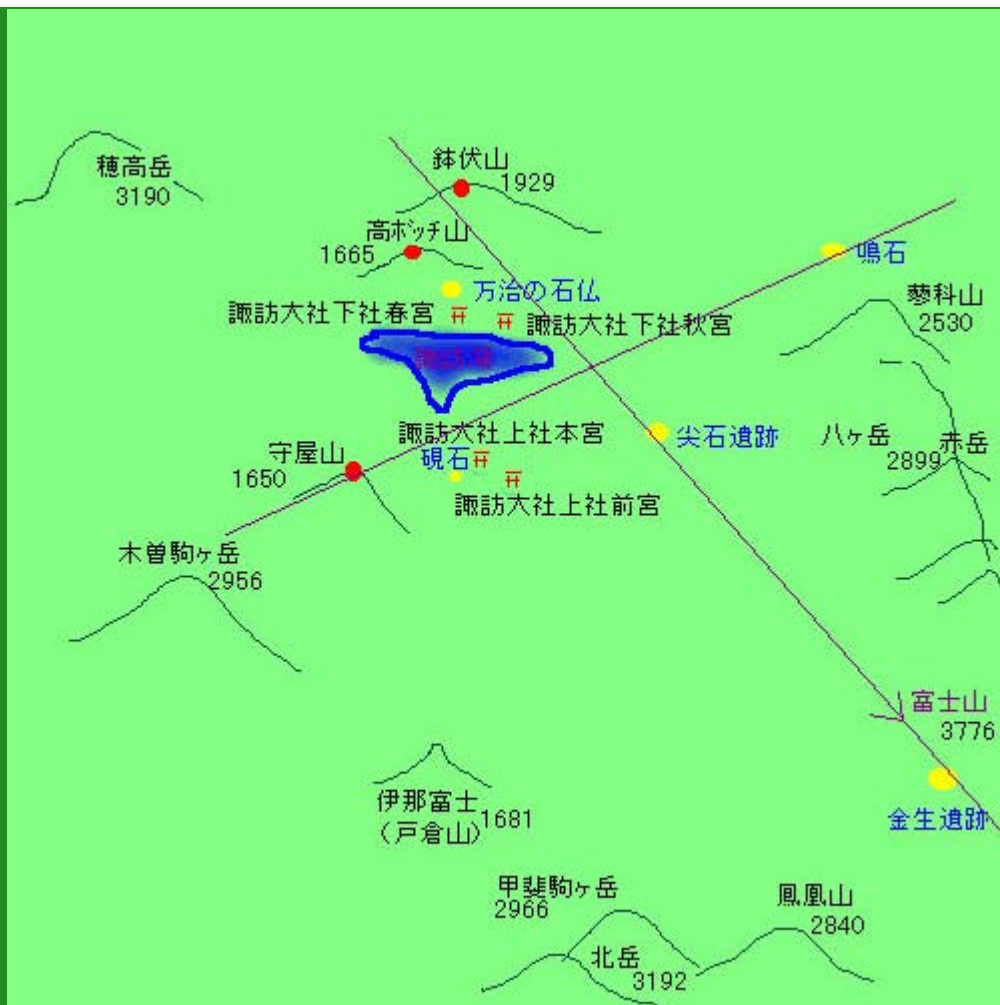 穂高岳
3190
鉢伏山
1929
高ボッチ山
1665
鳴石
万治の石仏
蓼科山
2530
諏訪大社下社春宮
諏訪大社下社秋宮
諏訪湖
諏訪大社上社本宮
尖石遺跡
八ヶ岳
赤岳
2899
守屋山
1650
硯石
諏訪大社上社前宮
木曽駒ヶ岳
2956
富士山
3776
伊那富士
(戸倉山)
1681
金生遺跡
甲斐駒ヶ岳
2966
鳳凰山
2840
北岳
3192